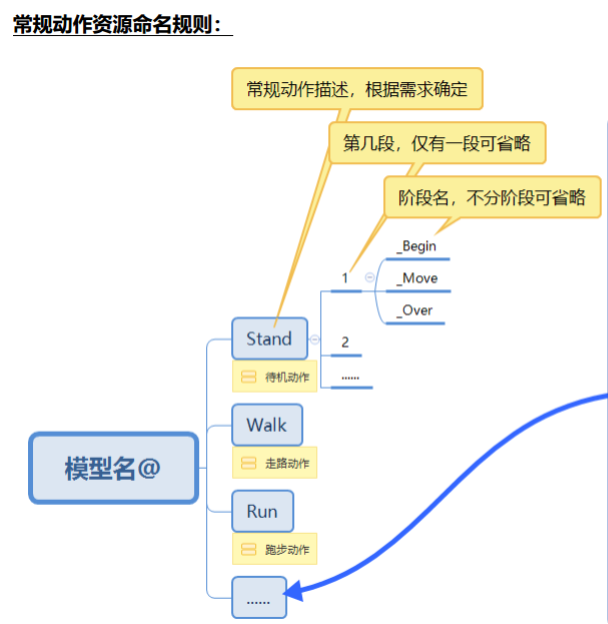 常规动作资源命名规则：
常规动作描述，根据需求确定
第几段，仅有一段可省略
阶段名，不分阶段可省略
_Begin
1
_Move
_Over
Stand
2
待机动作
......
Walk
模型名@
走路动作
Run
跑步动作
......